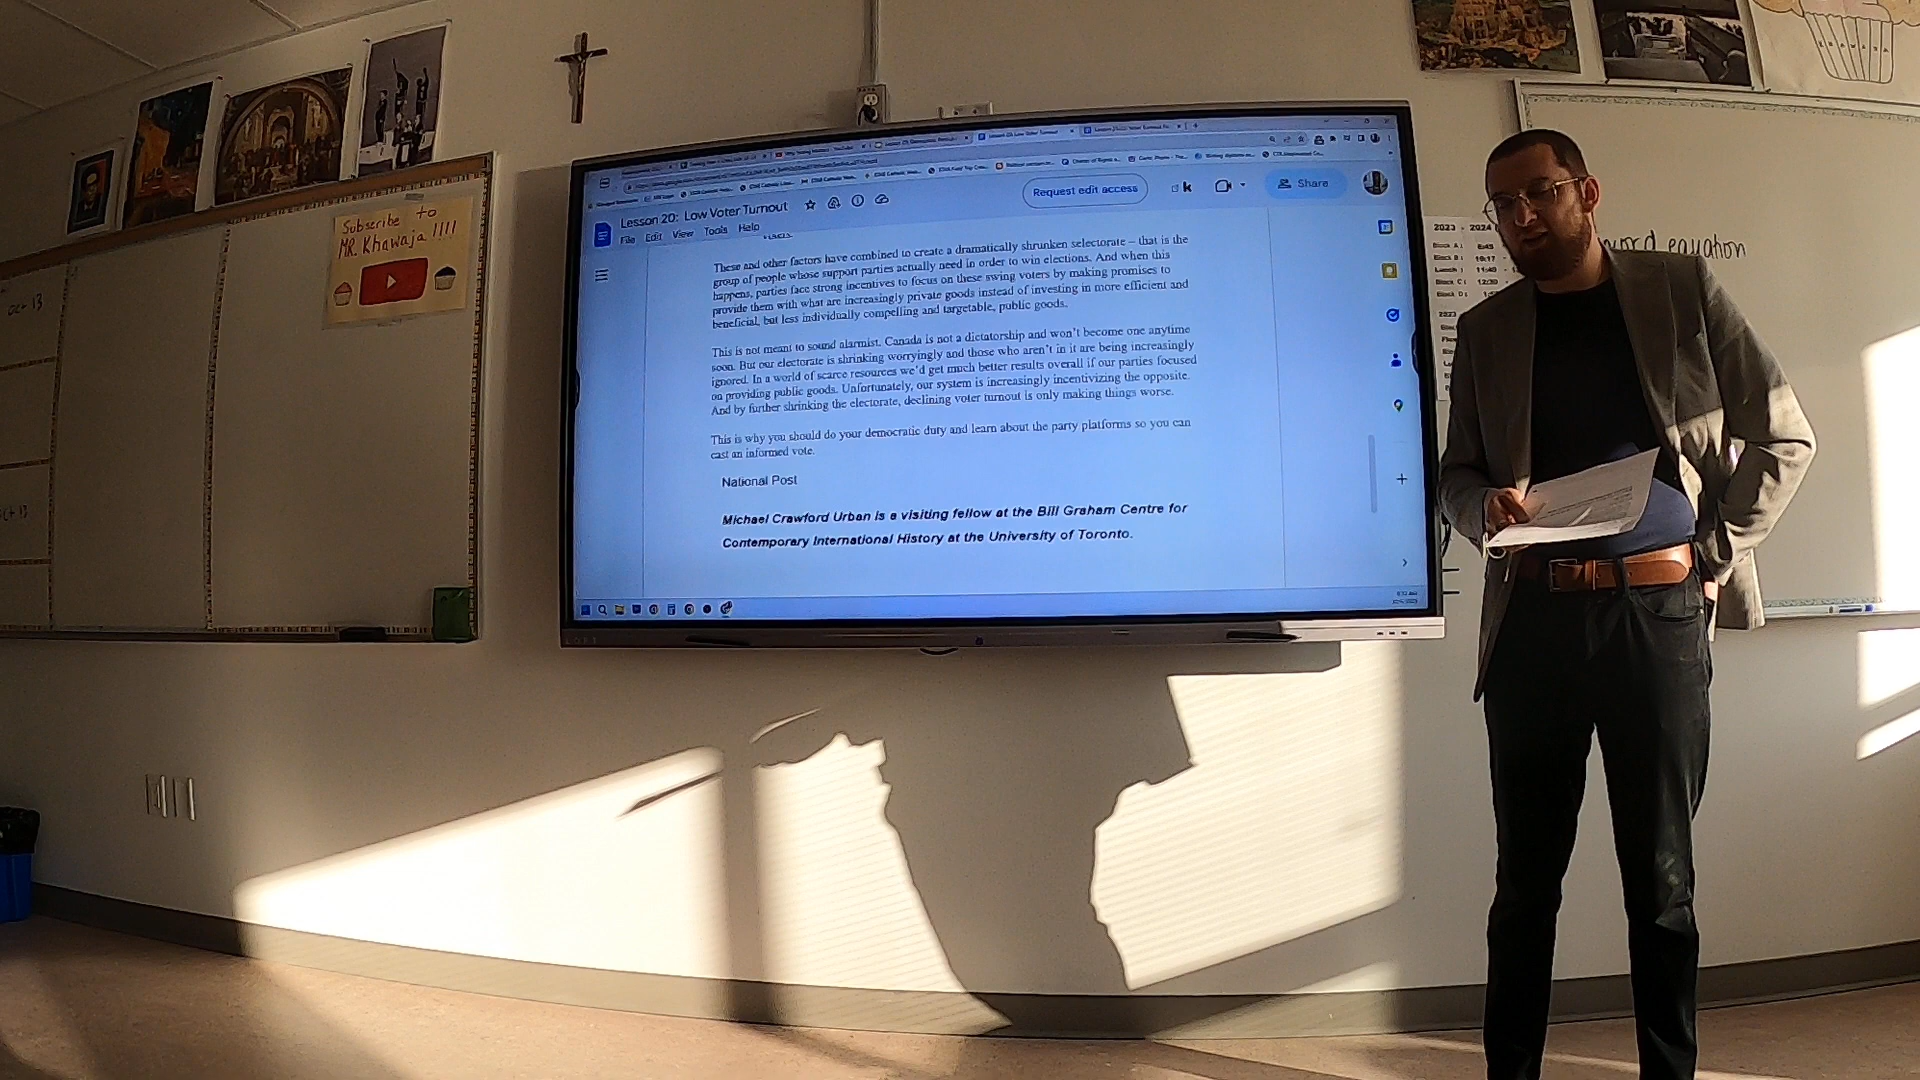 oct 13
Subscribe to
MR. Khawaja !!!!
Lesson 20: Low Voter Turnout
File Edit View Tools Help
Request edit access
Share
These and other factors have combined to create a dramatically shrunken selectorate – that is the
group of people whose support parties actually need in order to win elections. And when this
happens, parties face strong incentives to focus on these swing voters by making promises to
provide them with what are increasingly private goods instead of investing in more efficient and
beneficial, but less individually compelling and targetable, public goods.
This is not meant to sound alarmist. Canada is not a dictatorship and won't become one anytime
soon. But our electorate is shrinking worryingly and those who aren't in it are being increasingly
ignored. In a world of scarce resources we'd get much better results overall if our parties focused
on providing public goods. Unfortunately, our system is increasingly incentivizing the opposite.
And by further shrinking the electorate, declining voter turnout is only making things worse.
This is why you should do your democratic duty and learn about the party platforms so you can
cast an informed vote.
National Post
Michael Crawford Urban is a visiting fellow at the Bill Graham Centre for
Contemporary International History at the University of Toronto.
word equation
2023 - 2024
Block A:
Block B:
Block C:
Block D: